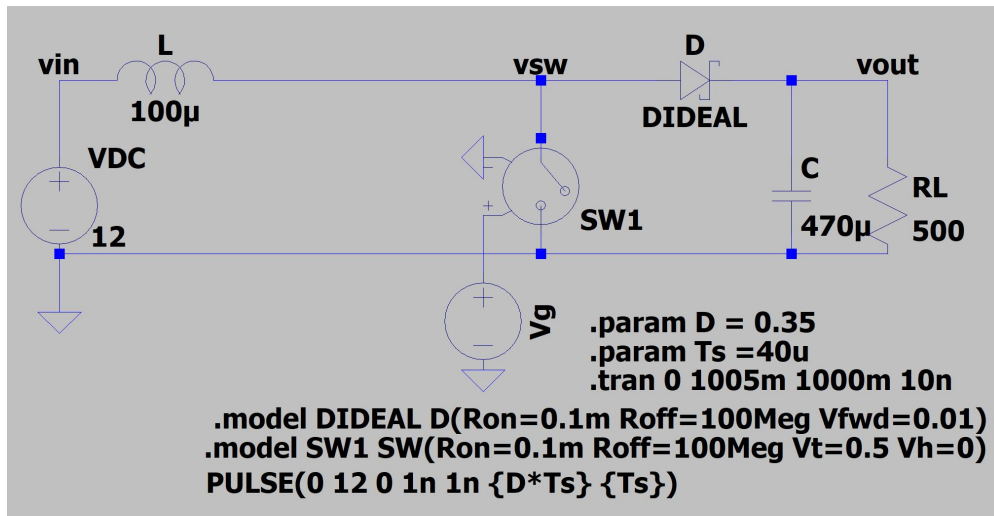 L
D
vin
vsw
vout
100µ
DIDEAL
VDC
C
RL
SW1
470µ
500
12
Vg
.param D = 0.35
.param Ts =40u
.tran 0 1005m 1000m 10n
.model DIDEAL D(Ron=0.1m Roff=100Meg Vfwd=0.01)
.model SW1 SW(Ron=0.1m Roff=100Meg Vt=0.5 Vh=0)
PULSE(0 12 0 1n 1n {D*Ts} {Ts})